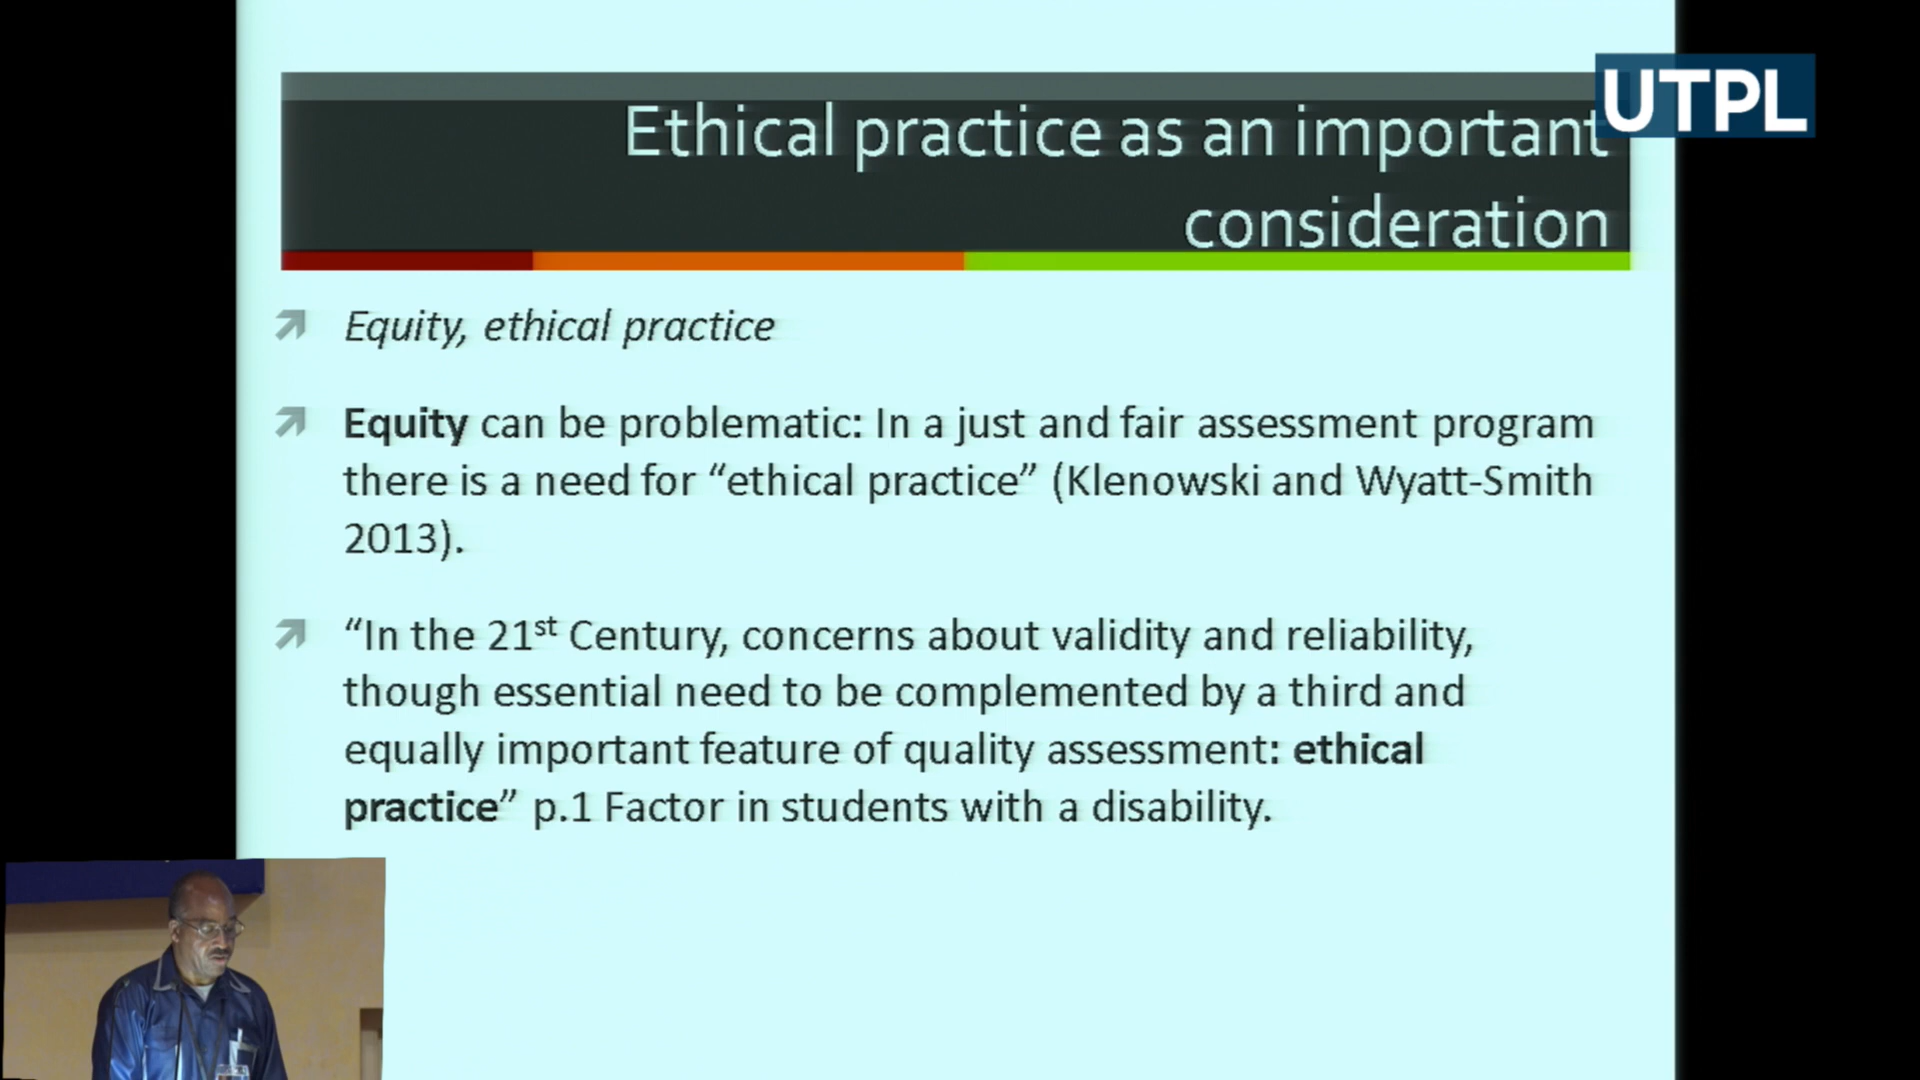 UTPL
Ethical practice as an important
consideration
Equity, ethical practice
Equity can be problematic: In a just and fair assessment program
there is a need for “ethical practice” (Klenowski and Wyatt-Smith
2013).
“In the 21st Century, concerns about validity and reliability,
though essential need to be complemented by a third and
equally important feature of quality assessment: ethical
practice” p.1 Factor in students with a disability.